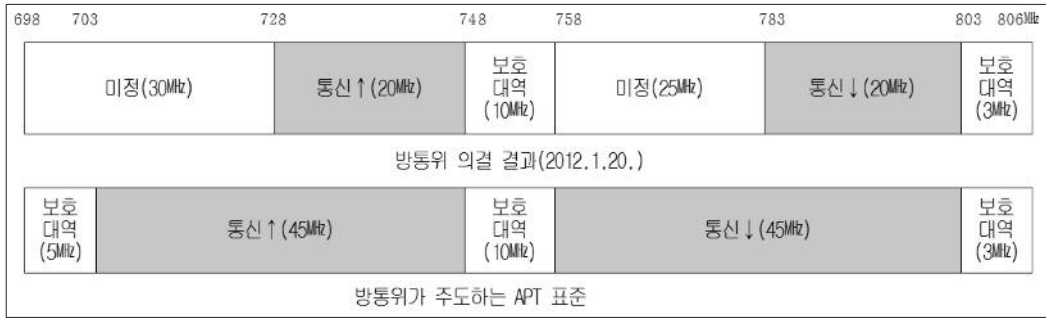 698 703 728 748 758 783 803 806㎒
미정(30㎒) 통신↑(20㎒) 보호 대역 (10㎒) 미정(25㎒) 통신↓(20㎒) 보호 대역 (3㎒)
방통위 의결 결과(2012.1.20.)
보호 대역 (5㎒) 통신↑(45㎒) 보호 대역 (10㎒) 통신↓(45㎒) 보호 대역 (3㎒)
방통위가 주도하는 APT 표준